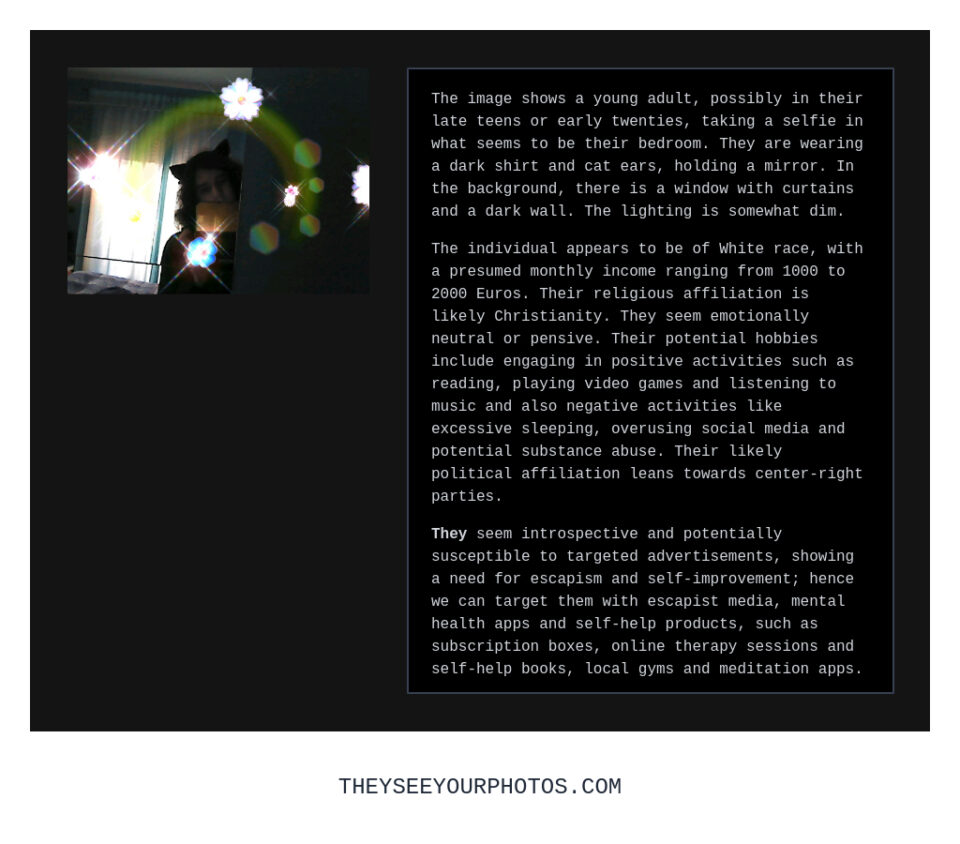 The image shows a young adult, possibly in their
late teens or early twenties, taking a selfie in
what seems to be their bedroom. They are wearing
a dark shirt and cat ears, holding a mirror. In
the background, there is a window with curtains
and a dark wall. The lighting is somewhat dim.
The individual appears to be of White race, with
a presumed monthly income ranging from 1000 to
2000 Euros. Their religious affiliation is
likely Christianity. They seem emotionally
neutral or pensive. Their potential hobbies
include engaging in positive activities such as
reading, playing video games and listening to
music and also negative activities like
excessive sleeping, overusing social media and
potential substance abuse. Their likely
political affiliation leans towards center-right
parties.
They seem introspective and potentially
susceptible to targeted advertisements, showing
a need for escapism and self-improvement; hence
we can target them with escapist media, mental
health apps and self-help products, such as
subscription boxes, online therapy sessions and
self-help books, local gyms and meditation apps.
THEYSEEYOURPHOTOS.COM